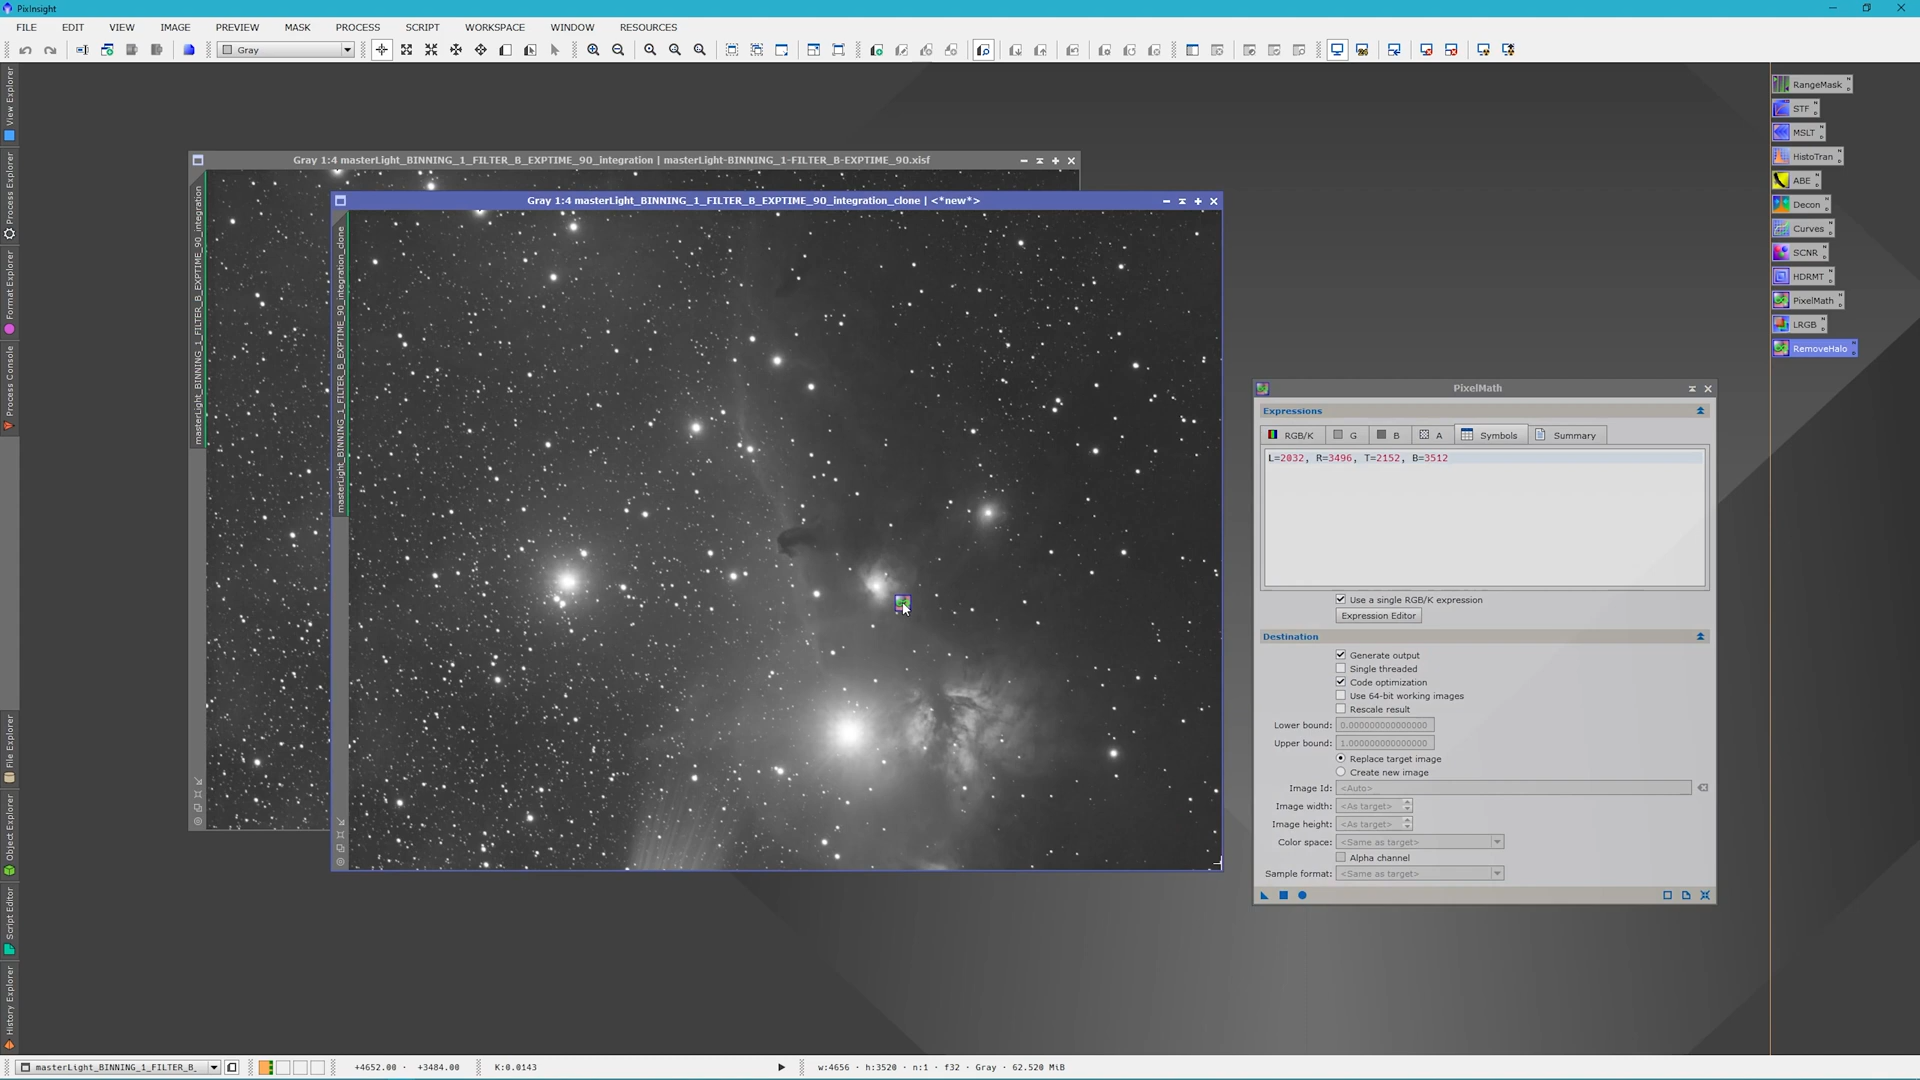 PixInsight
FILE EDIT VIEW IMAGE PREVIEW MASK PROCESS SCRIPT WORKSPACE WINDOW RESOURCES
Gray
View Explorer
Process Explorer
Format Explorer
Process Console
File Explorer
Object Explorer
Script Editor
History Explorer
Gray 1:4 masterLight_BINNING_1_FILTER_B_EXPTIME_90_integration | masterLight-BINNING_1-FILTER_B-EXPTIME_90.xisf
masterLight_BINNING_1_FILTER_B_EXPTIME_90_integration
Gray 1:4 masterLight_BINNING_1_FILTER_B_EXPTIME_90_integration_clone | <*new*>
masterLight_BINNING_1_FILTER_B_EXPTIME_90_integration_clone
RangeMask
STF
MSLT
HistoTran
ABE
Decon
Curves
SCNR
HDRMT
PixelMath
LRGB
RemoveHalo
PixelMath
Expressions
RGB/K G B A Symbols Summary
L=2032, R=3496, T=2152, B=3512
Use a single RGB/K expression
Expression Editor
Destination
Generate output
Single threaded
Code optimization
Use 64-bit working images
Rescale result
Lower bound: 0.000000000000000
Upper bound: 1.000000000000000
Replace target image
Create new image
Image Id: <Auto>
Image width: <As target>
Image height: <As target>
Color space: <Same as target>
Alpha channel
Sample format: <Same as target>
masterLight_BINNING_1_FILTER_B_ +4652.00 · +3484.00 K:0.0143 w:4656 · h:3520 · n:1 · f32 · Gray · 62.520 MiB